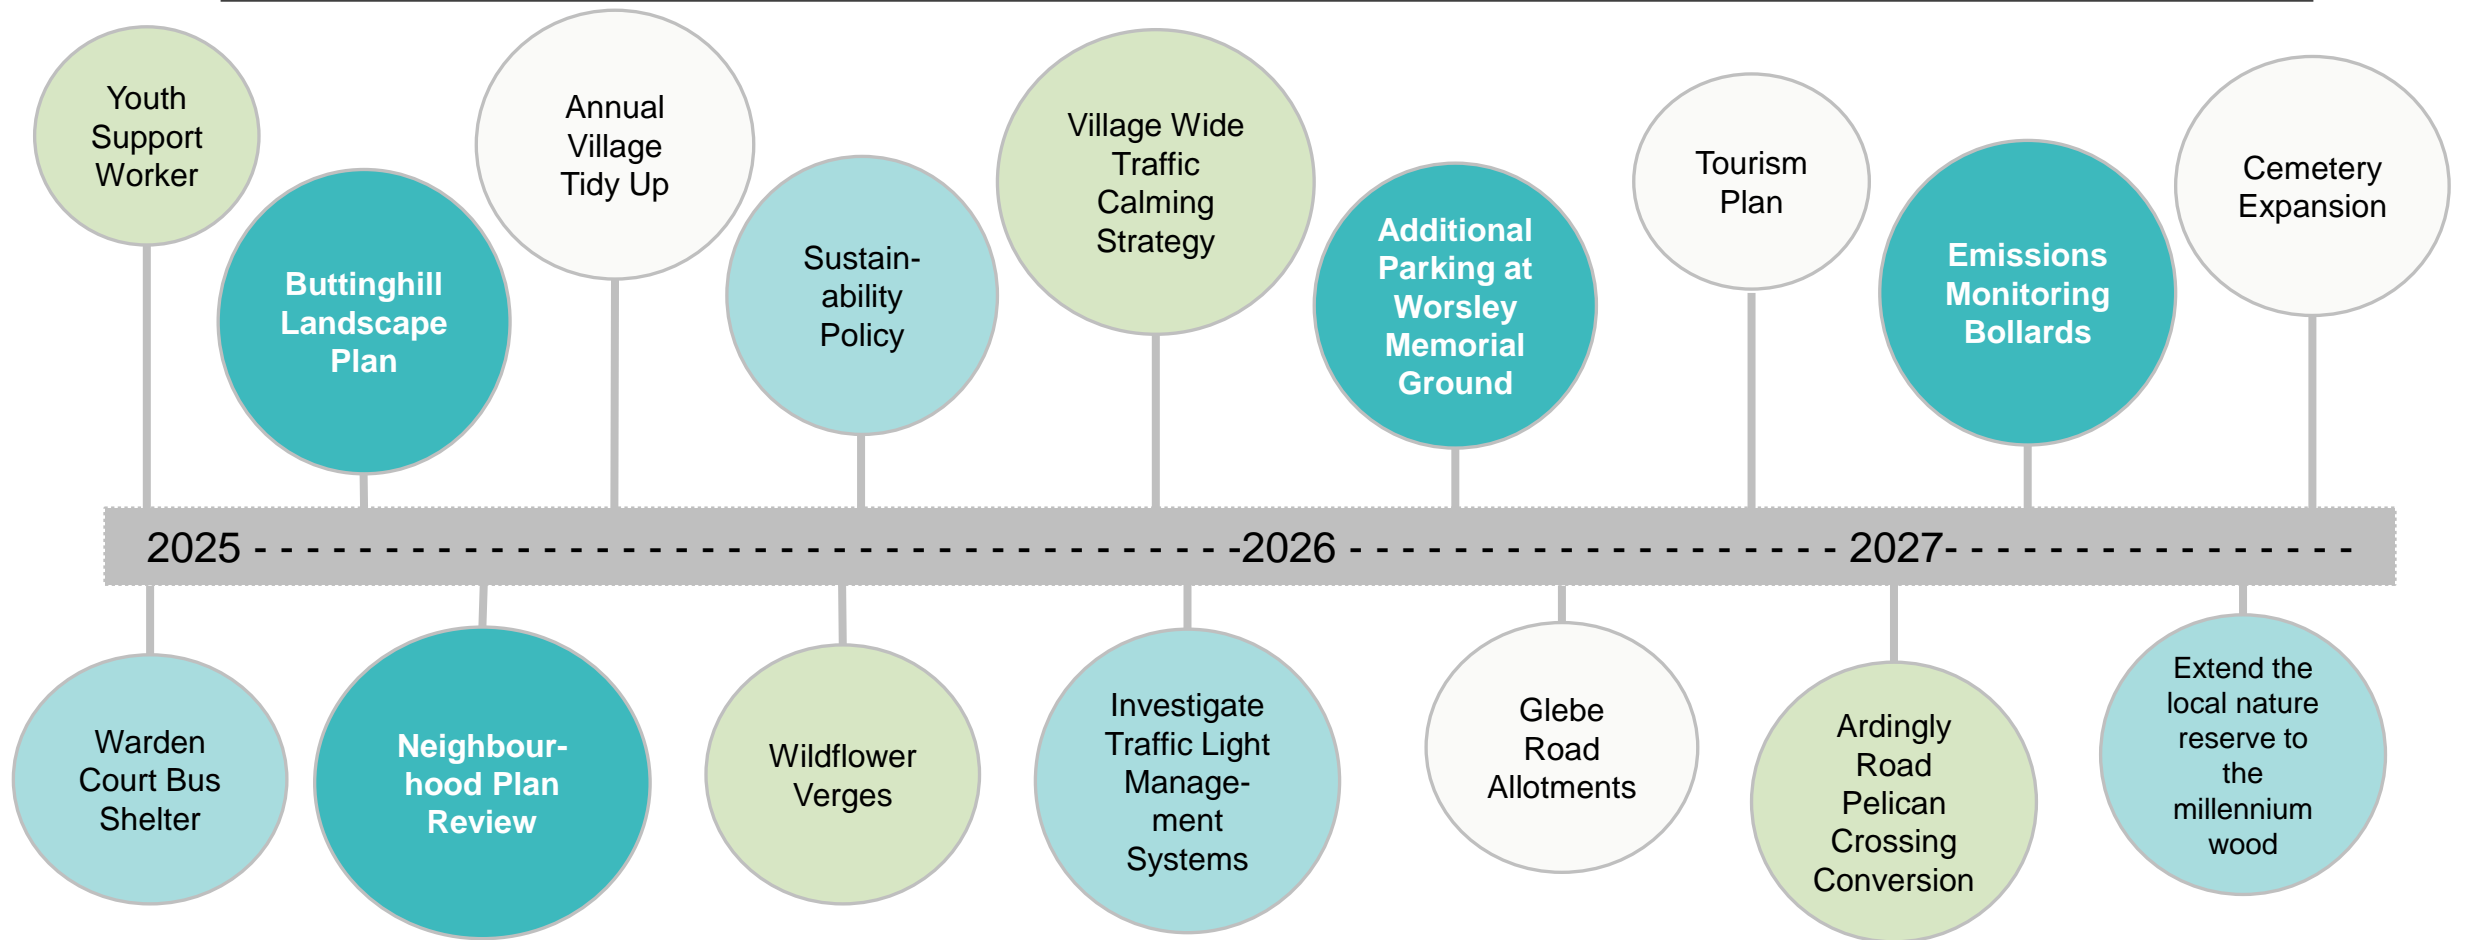 Youth
Support
Worker
Buttinghill
Landscape
Plan
Annual
Village
Tidy Up
Sustain-
ability
Policy
Village Wide
Traffic
Calming
Strategy
Additional
Parking at
Worsley
Memorial
Ground
Tourism
Plan
Emissions
Monitoring
Bollards
Cemetery
Expansion
2025 - - - - - - - - - - - - - - - - - - - - - - - - - - - - - - - - - - - - - -2026 - - - - - - - - - - - - - - - - - - - 2027- - - - - - - - - - - - - - - -
Warden
Court Bus
Shelter
Neighbour-
hood Plan
Review
Wildflower
Verges
Investigate
Traffic Light
Manage-
ment
Systems
Glebe
Road
Allotments
Ardingly
Road
Pelican
Crossing
Conversion
Extend the
local nature
reserve to
the
millennium
wood